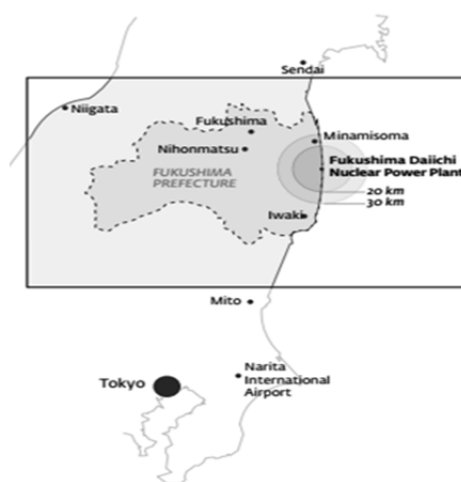 Sendai
Niigata
Fukushima
Minamisoma
Nihonmatsu
Fukushima Daiichi
Nuclear Power Plant
FUKUSHIMA
PREFECTURE
20 km
30 km
Iwaki
Mito
Narita
International
Airport
Tokyo